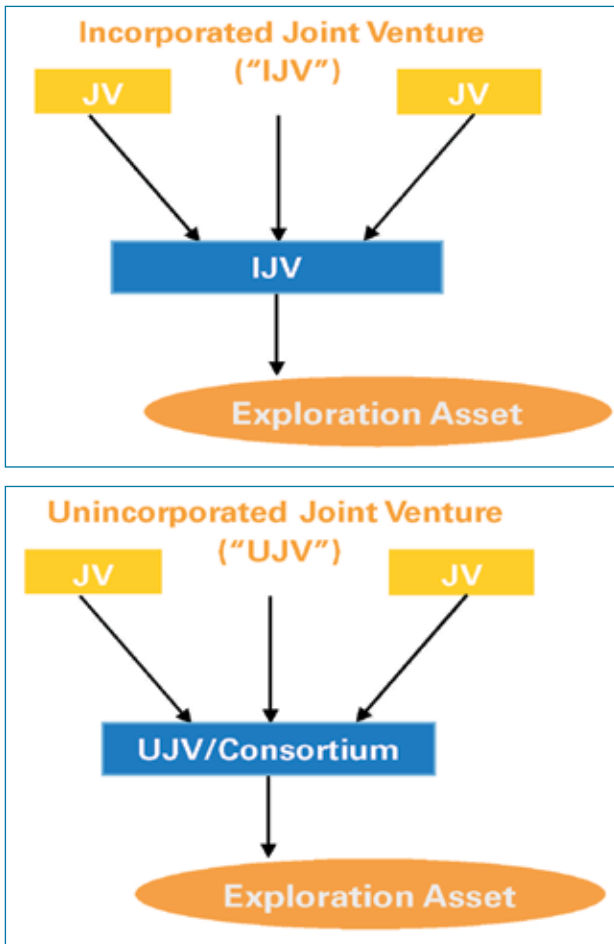 Incorporated Joint Venture
(“IJV”)
JV
JV
IJV
Exploration Asset
Unincorporated Joint Venture
(“UJV”)
JV
JV
UJV/Consortium
Exploration Asset